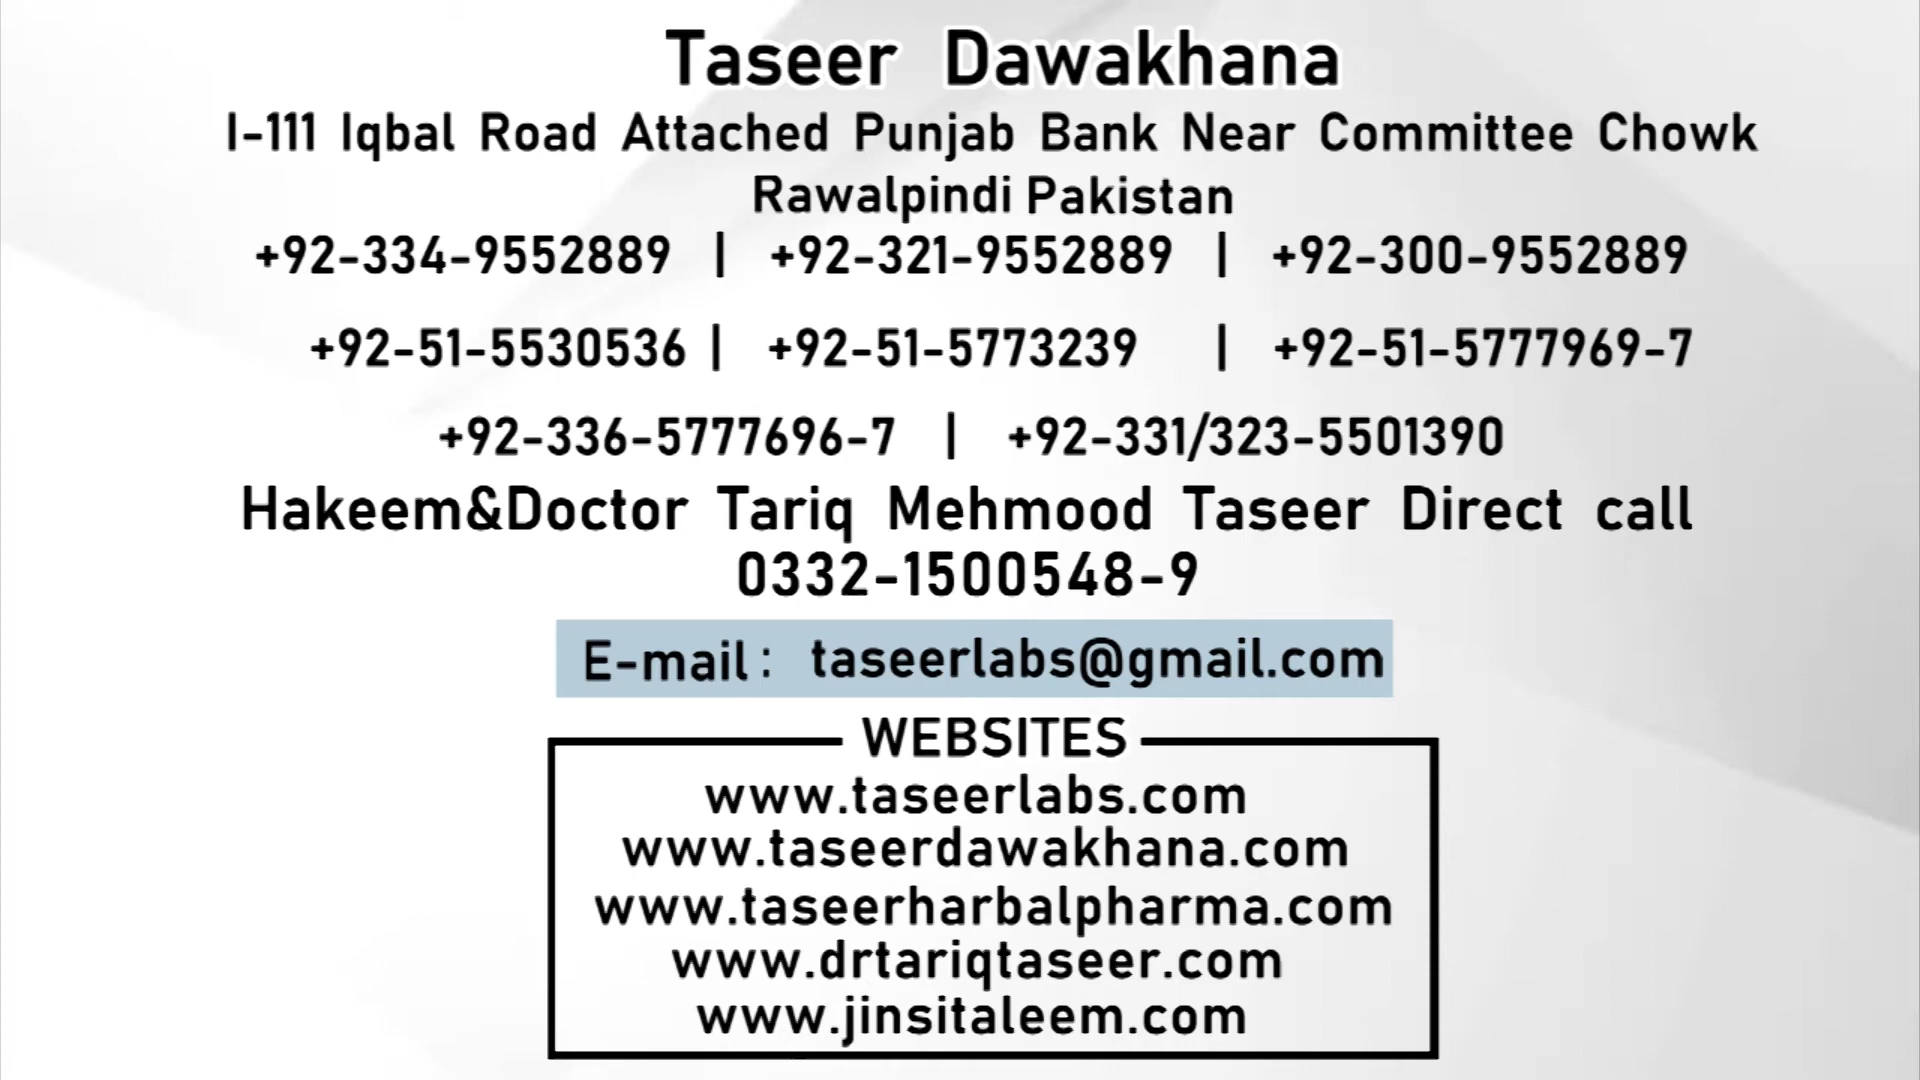 Taseer Dawakhana
I-111 Iqbal Road Attached Punjab Bank Near Committee Chowk
Rawalpindi Pakistan
+92-334-9552889 | +92-321-9552889 | +92-300-9552889
+92-51-5530536 | +92-51-5773239 | +92-51-5777969-7
+92-336-5777696-7 | +92-331/323-5501390
Hakeem&Doctor Tariq Mehmood Taseer Direct call
0332-1500548-9
E-mail : taseerlabs@gmail.com
WEBSITES
www.taseerlabs.com
www.taseerdawakhana.com
www.taseerharbalpharma.com
www.drtariqtaseer.com
www.jinsitaleem.com